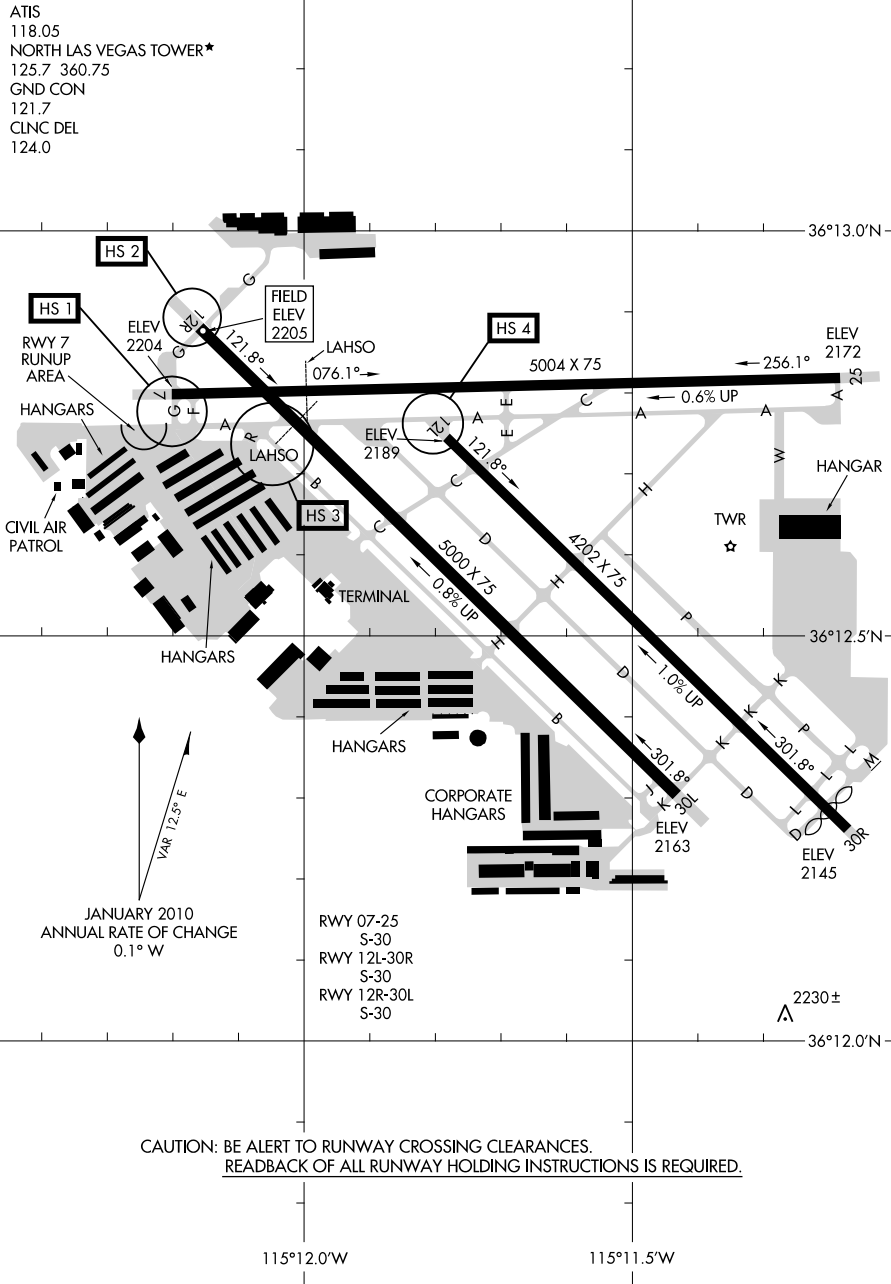 ATIS
118.05
NORTH LAS VEGAS TOWER★
125.7 360.75
GND CON
121.7
CLNC DEL
124.0
36°13.0'N
HS 2
G
HS 1
FIELD
ELEV
2205
12R
ELEV
2204
G
121.8°
HS 4
RWY 7
RUNUP
AREA
LAHSO
076.1°
5004 X 75
256.1°
ELEV
2172
25
7
G
F
0.6% UP
HANGARS
A
R
LAHSO
ELEV
2189
12L
A
E
E
C
A
A
A
121.8°
W
HANGAR
B
C
H
HS 3
CIVIL AIR
PATROL
C
D
TWR
5000 X 75
0.8% UP
4202 X 75
H
TERMINAL
P
HANGARS
H
36°12.5'N
D
1.0% UP
K
K
P
B
HANGARS
K
301.8°
301.8°
L
M
L
VAR 12.5° E
CORPORATE
HANGARS
J
K
30L
D
L
D
30R
ELEV
2163
ELEV
2145
JANUARY 2010
ANNUAL RATE OF CHANGE
0.1° W
RWY 07-25
S-30
RWY 12L-30R
S-30
RWY 12R-30L
S-30
2230±
36°12.0'N
CAUTION: BE ALERT TO RUNWAY CROSSING CLEARANCES.
READBACK OF ALL RUNWAY HOLDING INSTRUCTIONS IS REQUIRED.
115°12.0'W
115°11.5'W